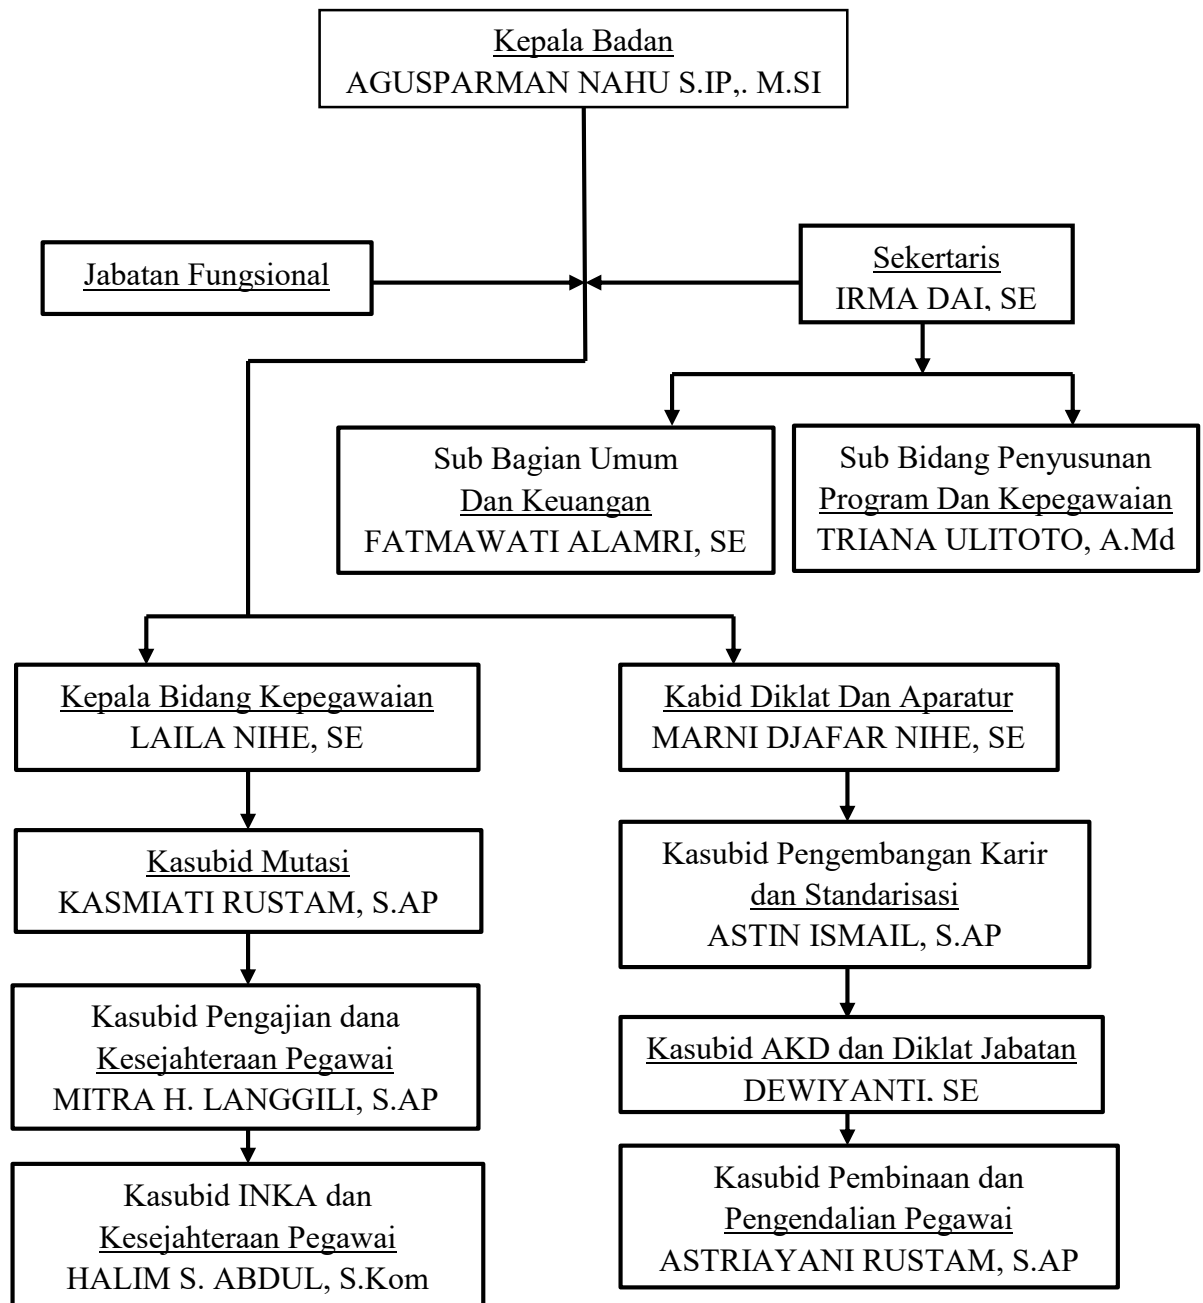 Kepala Badan
AGUSPARMAN NAHU S.IP,. M.SI
Jabatan Fungsional
Sekertaris
IRMA DAI, SE
Sub Bagian Umum
Dan Keuangan
FATMAWATI ALAMRI, SE
Sub Bidang Penyusunan
Program Dan Kepegawaian
TRIANA ULITOTO, A.Md
Kepala Bidang Kepegawaian
LAILA NIHE, SE
Kabid Diklat Dan Aparatur
MARNI DJAFAR NIHE, SE
Kasubid Mutasi
KASMIATI RUSTAM, S.AP
Kasubid Pengembangan Karir
dan Standarisasi
ASTIN ISMAIL, S.AP
Kasubid Pengajian dana
Kesejahteraan Pegawai
MITRA H. LANGGILI, S.AP
Kasubid AKD dan Diklat Jabatan
DEWIYANTI, SE
Kasubid INKA dan
Kesejahteraan Pegawai
HALIM S. ABDUL, S.Kom
Kasubid Pembinaan dan
Pengendalian Pegawai
ASTRIAYANI RUSTAM, S.AP